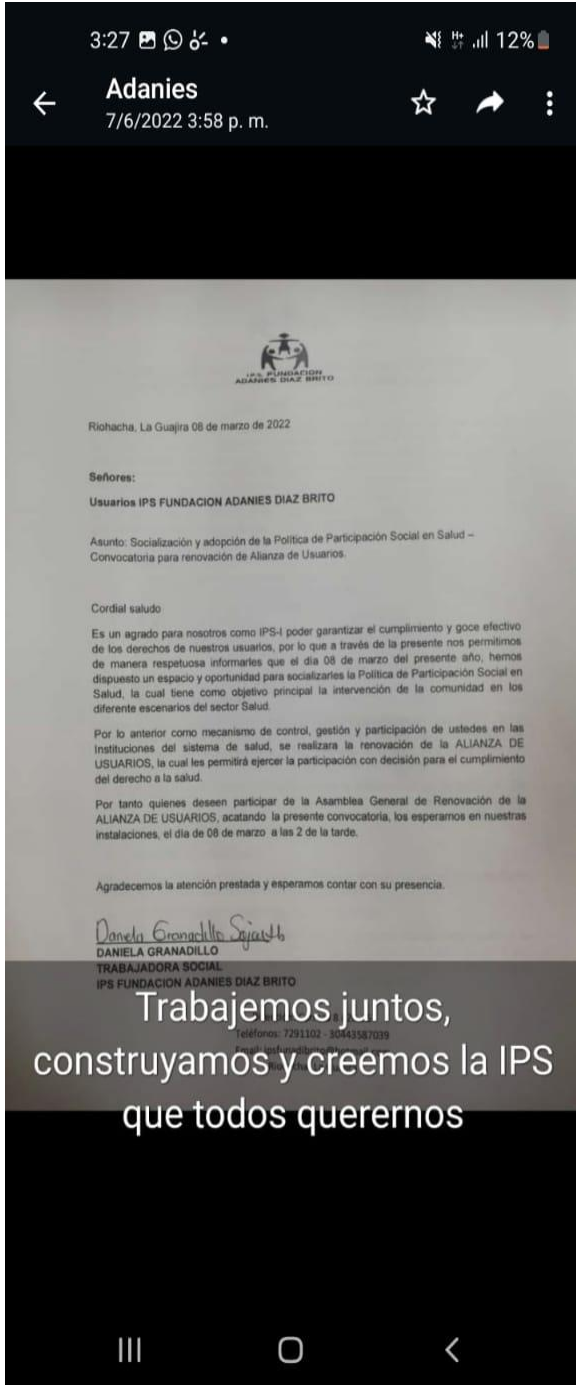 3:27
12%
Adanies
7/6/2022 3:58 p. m.
IPS FUNDACION
ADANIES DIAZ BRITO
Riohacha, La Guajira 08 de marzo de 2022
Señores:
Usuarios IPS FUNDACION ADANIES DIAZ BRITO
Asunto: Socialización y adopción de la Política de Participación Social en Salud –
Convocatoria para renovación de Alianza de Usuarios.
Cordial saludo
Es un agrado para nosotros como IPS-I poder garantizar el cumplimiento y goce efectivo
de los derechos de nuestros usuarios, por lo que a través de la presente nos permitimos
de manera respetuosa informarles que el dia 08 de marzo del presente año, hemos
dispuesto un espacio y oportunidad para socializarles la Política de Participación Social en
Salud, la cual tiene como objetivo principal la intervención de la comunidad en los
diferente escenarios del sector Salud.
Por lo anterior como mecanismo de control, gestión y participación de ustedes en las
Instituciones del sistema de salud, se realizara la renovación de la ALIANZA DE
USUARIOS, la cual les permitirá ejercer la participación con decisión para el cumplimiento
del derecho a la salud.
Por tanto quienes deseen participar de la Asamblea General de Renovación de la
ALIANZA DE USUARIOS, acatando la presente convocatoria, los esperamos en nuestras
instalaciones, el día de 08 de marzo a las 2 de la tarde.
Agradecemos la atención prestada y esperamos contar con su presencia.
Daniela Granadillo
DANIELA GRANADILLO
TRABAJADORA SOCIAL
IPS FUNDACION ADANIES DIAZ BRITO
Teléfonos: 7291102 - 30443587039
Trabajemos juntos,
construyamos y creemos la IPS
que todos querernos